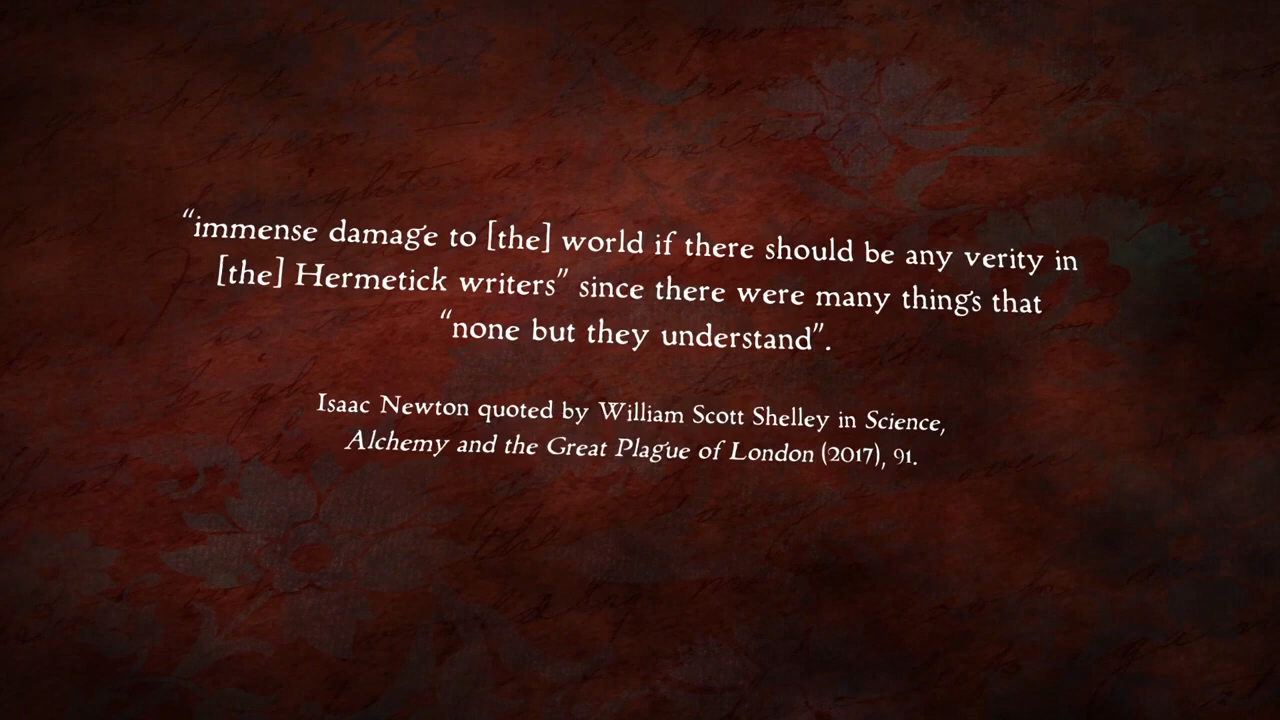 “immense damage to [the] world if there should be any verity in
[the] Hermetick writers” since there were many things that
“none but they understand”.
Isaac Newton quoted by William Scott Shelley in Science,
Alchemy and the Great Plague of London (2017), 91.